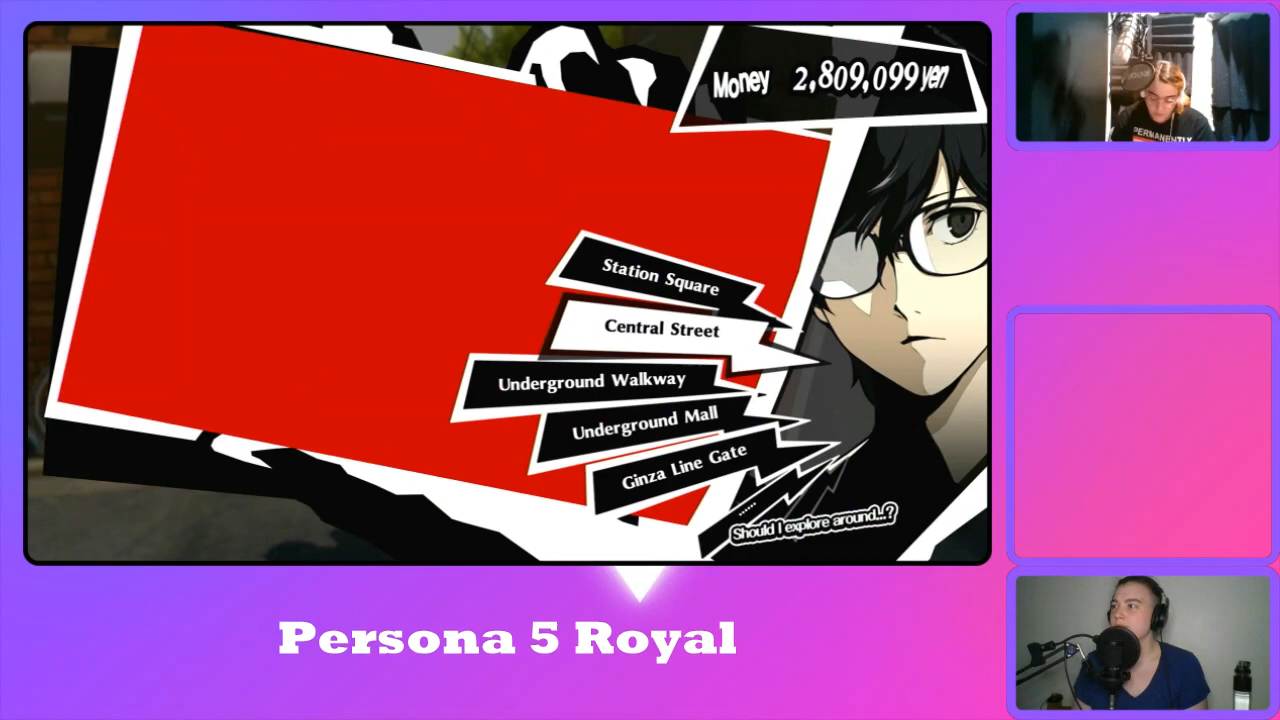 Money 2,809,099 yen
Station Square
Central Street
Underground Walkway
Underground Mall
Ginza Line Gate
......
Should I explore around...?
Persona 5 Royal
PERMANENTLY